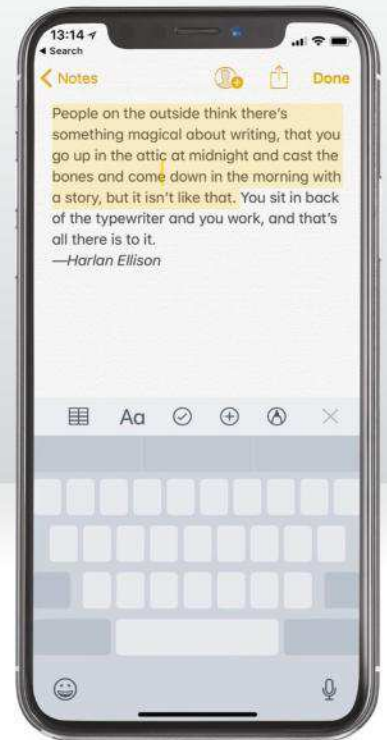 13:14
Search
Notes
Done
People on the outside think there's
something magical about writing, that you
go up in the attic at midnight and cast the
bones and come down in the morning with
a story, but it isn't like that. You sit in back
of the typewriter and you work, and that's
all there is to it.
—Harlan Ellison
Aa